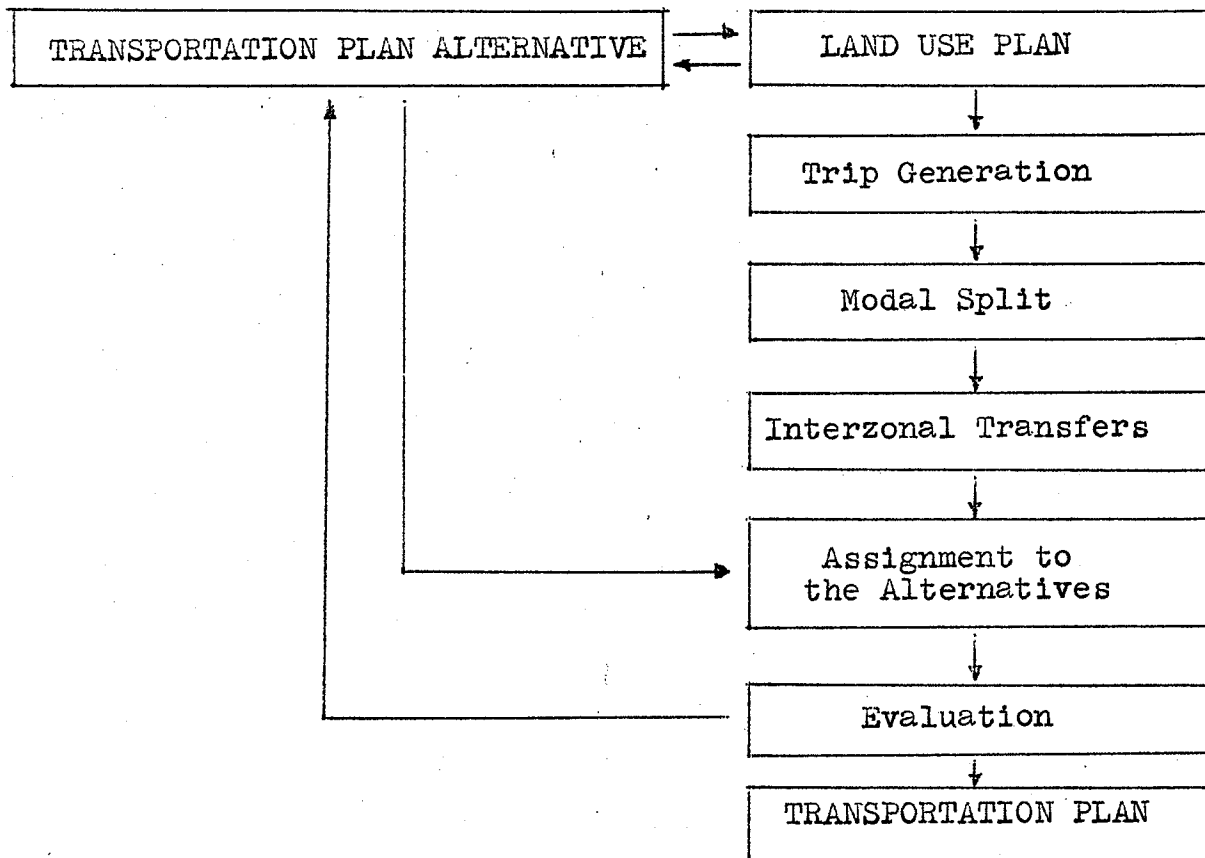 TRANSPORTATION PLAN ALTERNATIVE
LAND USE PLAN
Trip Generation
Modal Split
Interzonal Transfers
Assignment to
the Alternatives
Evaluation
TRANSPORTATION PLAN